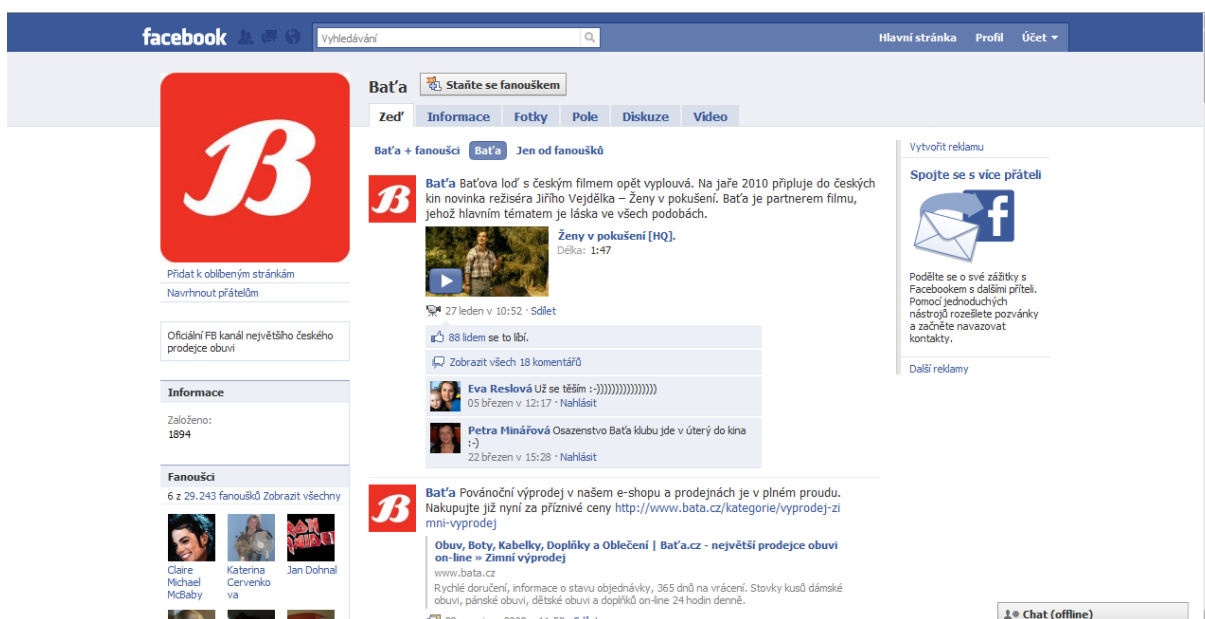 facebook
Vyhledávání
Hlavní stránka Profil Účet
B
Baťa Staňte se fanouškem
Zeď Informace Fotky Pole Diskuze Video
Baťa + fanoušci Baťa Jen od fanoušků
Přidat k oblíbeným stránkám
Navrhnout přátelům
Oficiální FB kanál největšího českého
prodejce obuvi
Informace
Založeno:
1894
Fanoušci
6 z 29.243 fanoušků Zobrazit všechny
IRON
MAIDEN
Claire
Michael
McBaby
Katerina
Cervenko
va
Jan Dohnal
B
Baťa Baťova loď s českým filmem opět vyplouvá. Na jaře 2010 připluje do českých
kin novinka režiséra Jiřího Vejdělka – Ženy v pokušení. Baťa je partnerem filmu,
jehož hlavním tématem je láska ve všech podobách.
Ženy v pokušení [HQ].
Délka: 1:47
27 leden v 10:52 · Sdílet
88 lidem se to líbí.
Zobrazit všech 18 komentářů
Eva Reslová Už se těším :-))))))))))))))))))
05 březen v 12:17 · Nahlásit
Petra Minářová Osazenstvo Baťa klubu jde v úterý do kina
:-)
22 březen v 15:28 · Nahlásit
B
Baťa Povánoční výprodej v našem e-shopu a prodejnách je v plném proudu.
Nakupujte již nyní za příznivé ceny http://www.bata.cz/kategorie/vyprodej-zi
mni-vyprodej
Obuv, Boty, Kabelky, Doplňky a Oblečení | Baťa.cz - největší prodejce obuvi
on-line » Zimní výprodej
www.bata.cz
Rychlé doručení, informace o stavu objednávky, 365 dnů na vrácení. Stovky kusů dámské
obuvi, pánské obuvi, dětské obuvi a doplňků on-line 24 hodin denně.
Vytvořit reklamu
Spojte se s více přáteli
f
Podělte se o své zážitky s
Facebookem s dalšími příteli.
Pomocí jednoduchých
nástrojů rozešlete pozvánky
a začněte navazovat
kontakty.
Další reklamy
Chat (offline)